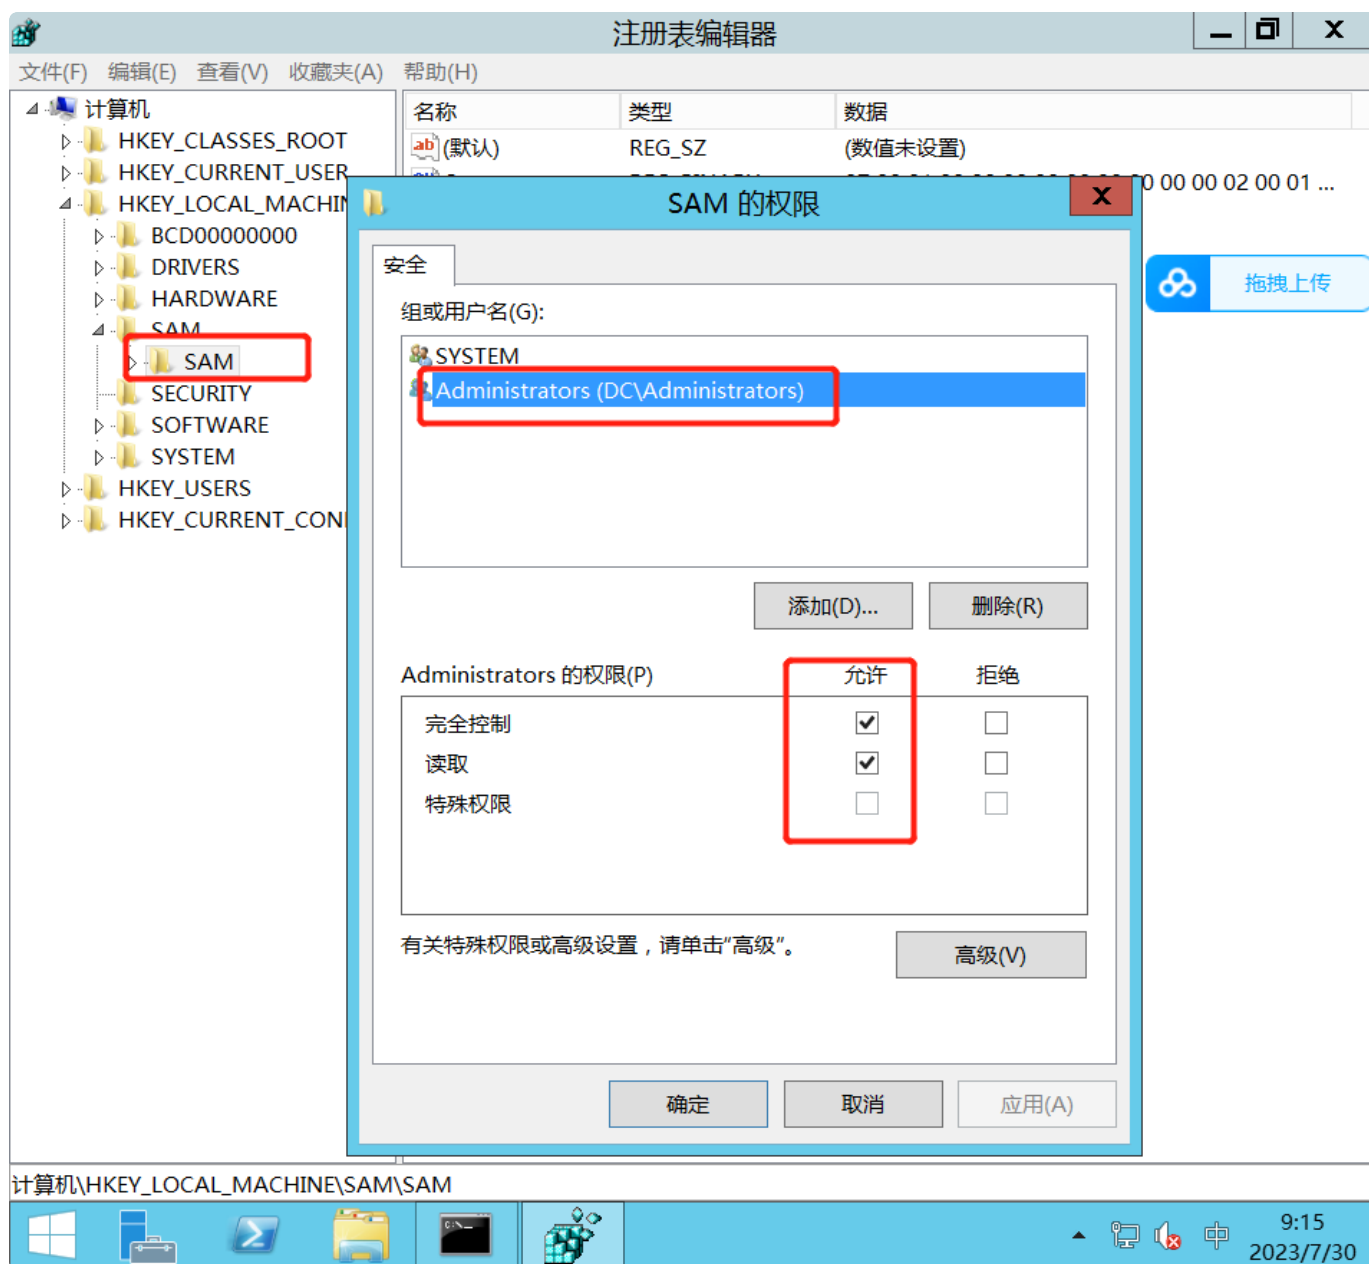 注册表编辑器
文件(F) 编辑(E) 查看(V) 收藏夹(A) 帮助(H)
计算机
HKEY_CLASSES_ROOT
HKEY_CURRENT_USER
HKEY_LOCAL_MACHIN
BCD00000000
DRIVERS
HARDWARE
SAM
SAM
SECURITY
SOFTWARE
SYSTEM
HKEY_USERS
HKEY_CURRENT_CON
名称 类型 数据
ab (默认) REG_SZ (数值未设置)
00 00 02 00 01 ...
SAM 的权限
安全
组或用户名(G):
SYSTEM
Administrators (DC\Administrators)
添加(D)... 删除(R)
Administrators 的权限(P) 允许 拒绝
完全控制
读取
特殊权限
有关特殊权限或高级设置，请单击“高级”。
高级(V)
确定 取消 应用(A)
拖拽上传
计算机\HKEY_LOCAL_MACHINE\SAM\SAM
中
9:15
2023/7/30